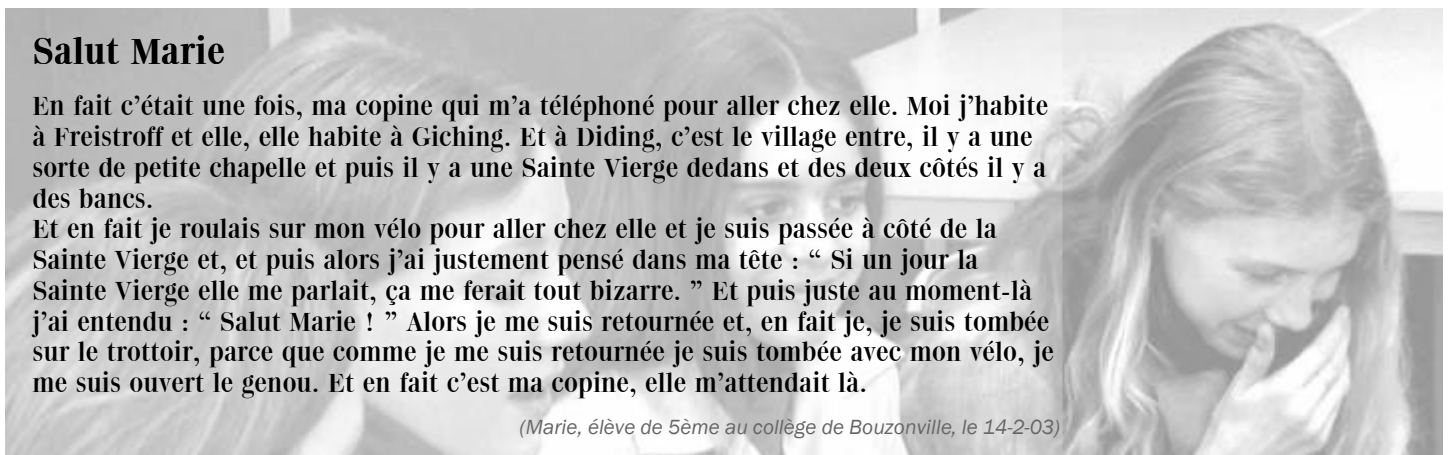 Salut Marie
En fait c’était une fois, ma copine qui m’a téléphoné pour aller chez elle. Moi j’habite
à Freistroff et elle, elle habite à Giching. Et à Diding, c’est le village entre, il y a une
sorte de petite chapelle et puis il y a une Sainte Vierge dedans et des deux côtés il y a
des bancs.
Et en fait je roulais sur mon vélo pour aller chez elle et je suis passée à côté de la
Sainte Vierge et, et puis alors j’ai justement pensé dans ma tête : “ Si un jour la
Sainte Vierge elle me parlait, ça me ferait tout bizarre. ” Et puis juste au moment-là
j’ai entendu : “ Salut Marie ! ” Alors je me suis retournée et, en fait je, je suis tombée
sur le trottoir, parce que comme je me suis retournée je suis tombée avec mon vélo, je
me suis ouvert le genou. Et en fait c’est ma copine, elle m’attendait là.
(Marie, élève de 5ème au collège de Bouzonville, le 14-2-03)